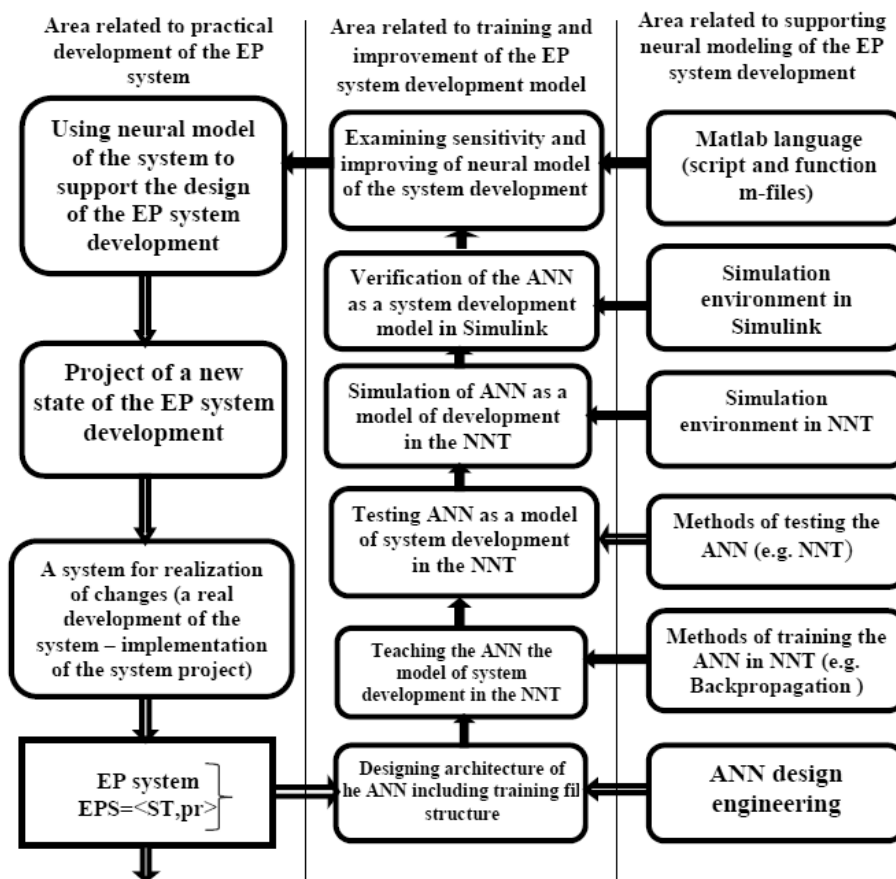 Area related to practical
development of the EP
system
Using neural model
of the system to
support the design
of the EP system
development
Project of a new
state of the EP system
development
A system for realization
of changes (a real
development of the
system – implementation
of the system project)
EP system
EPS=<ST,pr>
Area related to training and
improvement of the EP
system development model
Examining sensitivity and
improving of neural model
of the system development
Verification of the ANN
as a system development
model in Simulink
Simulation of ANN as a
model of development
in the NNT
Testing ANN as a model
of system development
in the NNT
Teaching the ANN the
model of system
development in the NNT
Designing architecture of
he ANN including training fil
structure
Area related to supporting
neural modeling of the EP
system development
Matlab language
(script and function
m-files)
Simulation
environment in
Simulink
Simulation
environment in NNT
Methods of testing the
ANN (e.g. NNT)
Methods of training the
ANN in NNT (e.g.
Backpropagation )
ANN design
engineering